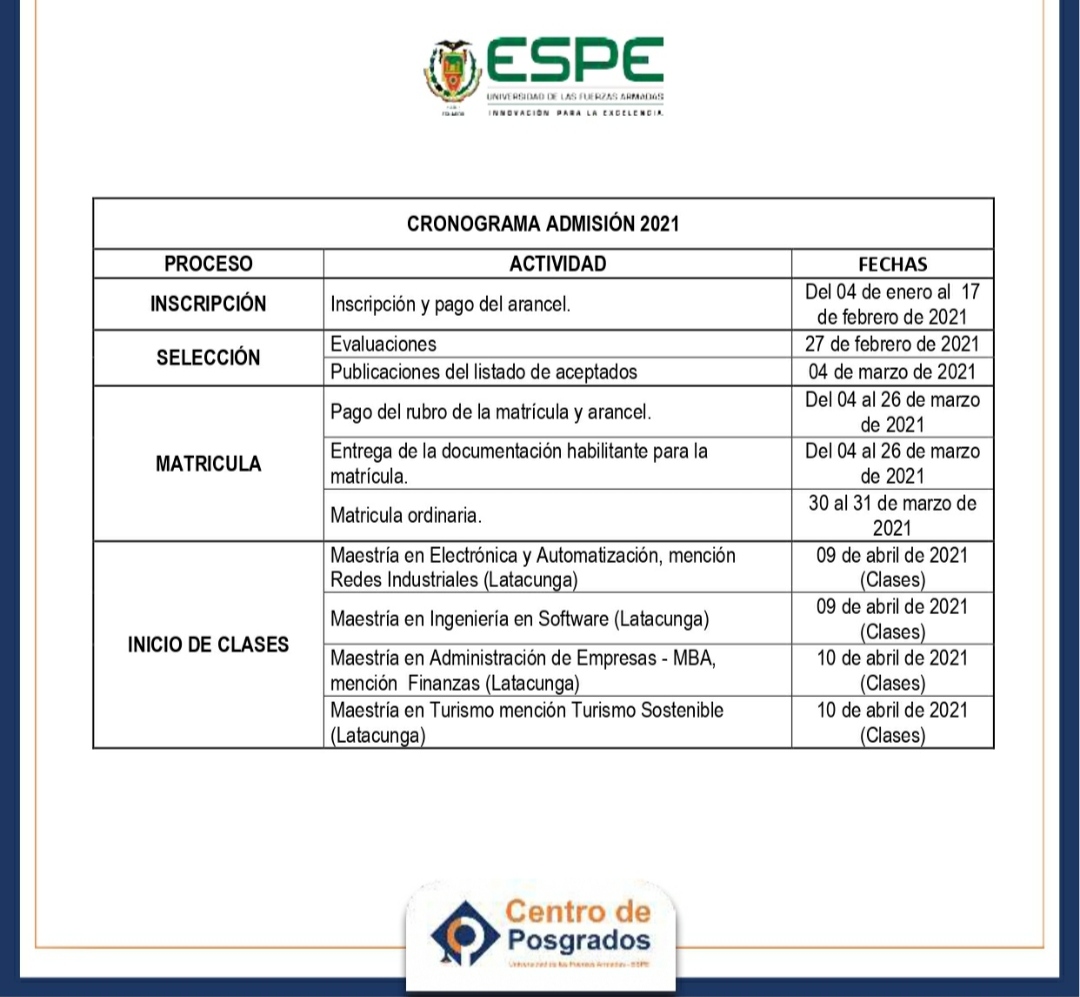 ESPE
UNIVERSIDAD DE LAS FUERZAS ARMADAS
INNOVACIÓN PARA LA EXCELENCIA
CRONOGRAMA ADMISIÓN 2021
PROCESO
ACTIVIDAD
FECHAS
INSCRIPCIÓN
Inscripción y pago del arancel.
Del 04 de enero al 17
de febrero de 2021
SELECCIÓN
Evaluaciones
27 de febrero de 2021
Publicaciones del listado de aceptados
04 de marzo de 2021
MATRICULA
Pago del rubro de la matrícula y arancel.
Del 04 al 26 de marzo
de 2021
Entrega de la documentación habilitante para la
matrícula.
Del 04 al 26 de marzo
de 2021
Matricula ordinaria.
30 al 31 de marzo de
2021
INICIO DE CLASES
Maestría en Electrónica y Automatización, mención
Redes Industriales (Latacunga)
09 de abril de 2021
(Clases)
Maestría en Ingeniería en Software (Latacunga)
09 de abril de 2021
(Clases)
Maestría en Administración de Empresas - MBA,
mención Finanzas (Latacunga)
10 de abril de 2021
(Clases)
Maestría en Turismo mención Turismo Sostenible
(Latacunga)
10 de abril de 2021
(Clases)
Centro de
Posgrados
Universidad de las Fuerzas Armadas - ESPE